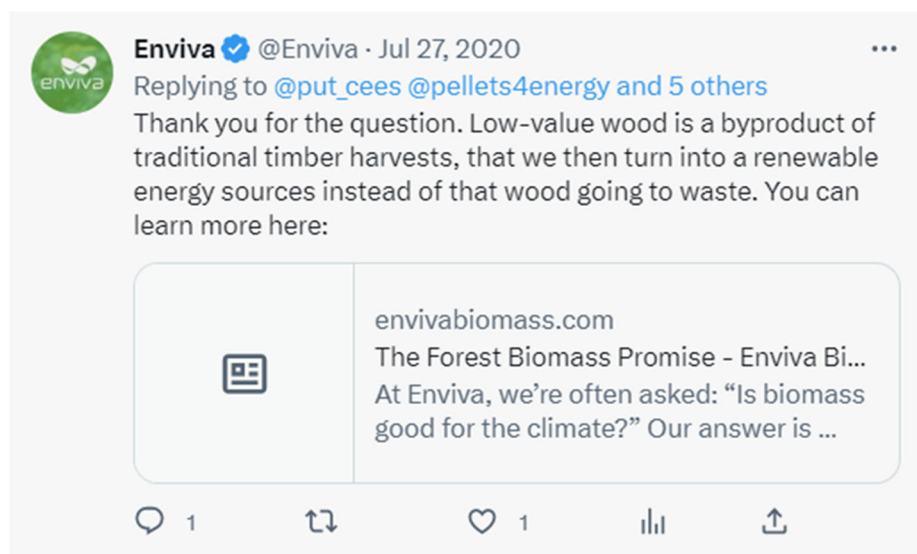 Enviva @Enviva · Jul 27, 2020
enviva
Replying to @put_cees @pellets4energy and 5 others
Thank you for the question. Low-value wood is a byproduct of
traditional timber harvests, that we then turn into a renewable
energy sources instead of that wood going to waste. You can
learn more here:
envivabiomass.com
The Forest Biomass Promise - Enviva Bi...
At Enviva, we’re often asked: “Is biomass
good for the climate?” Our answer is ...
1
1